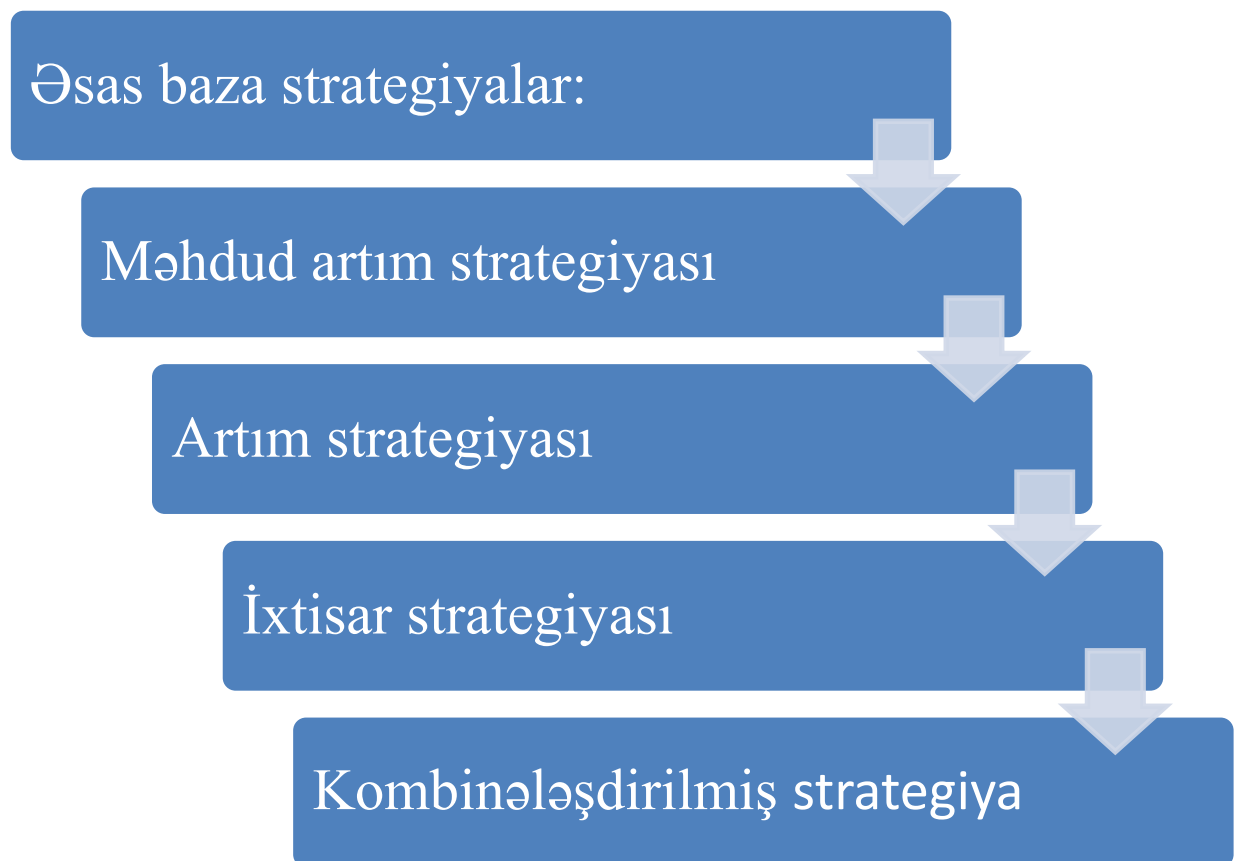 Əsas baza strategiyalar:
Məhdud artım strategiyası
Artım strategiyası
İxtisar strategiyası
Kombinələşdirilmiş strategiya